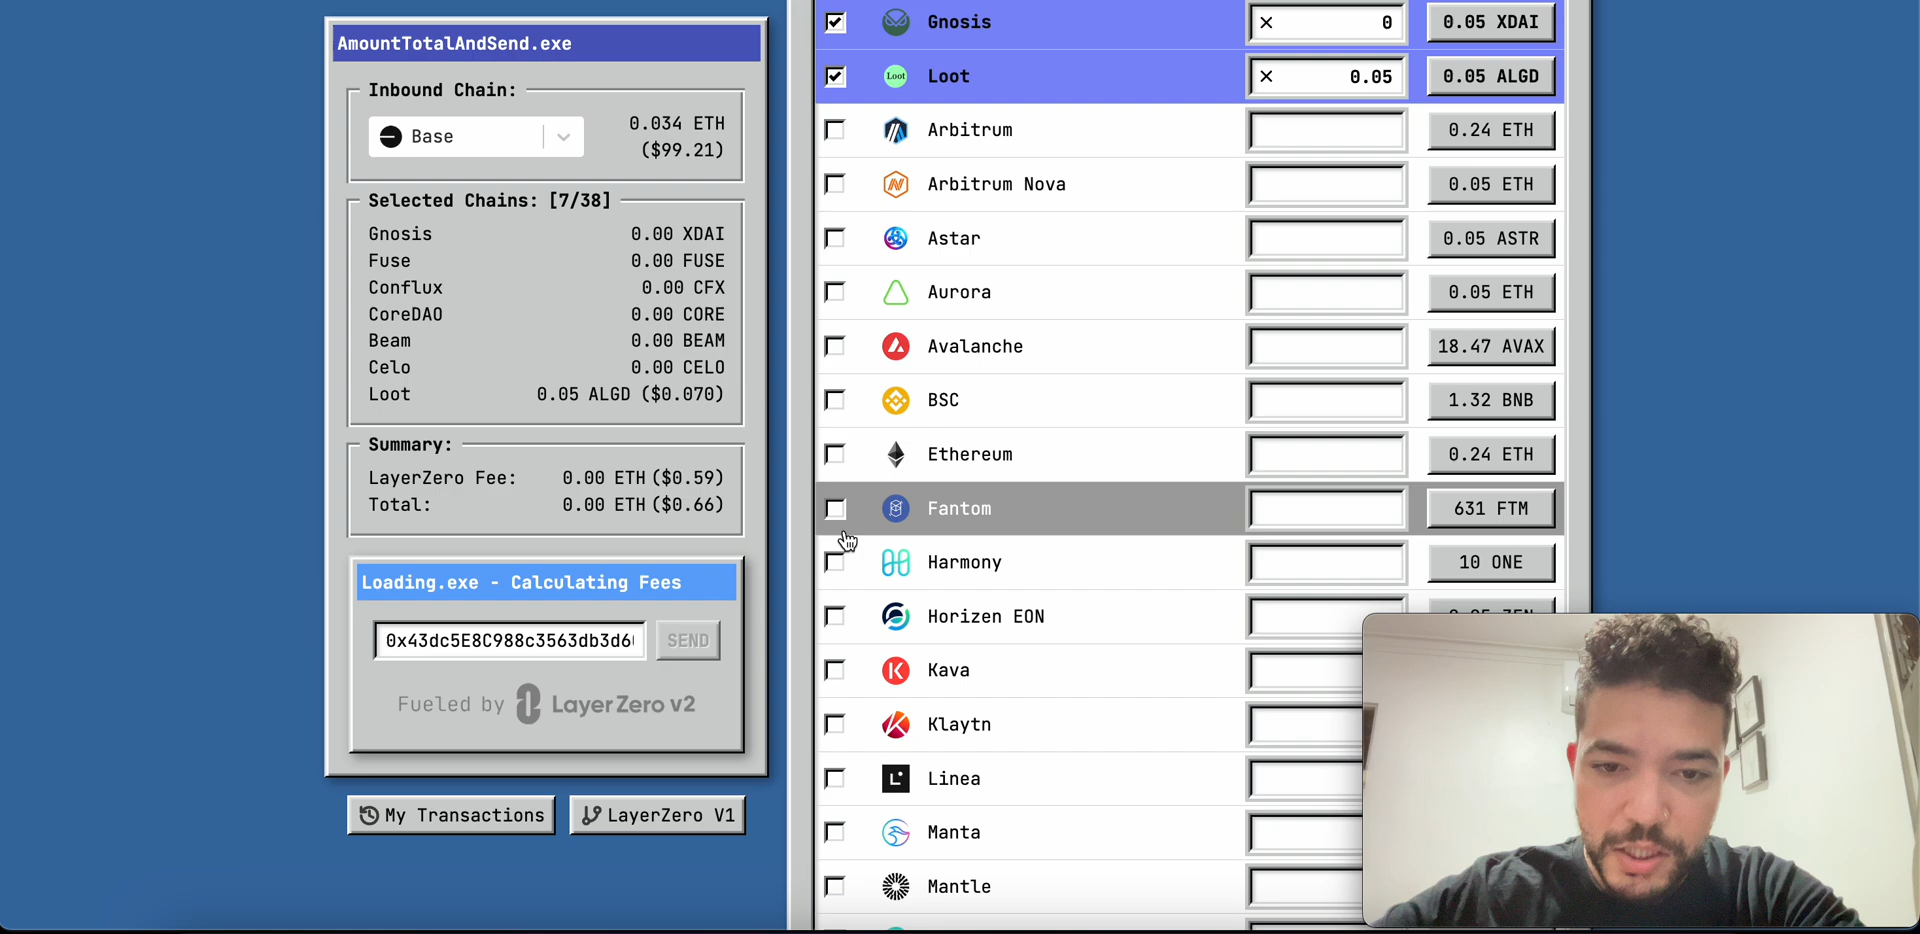 AmountTotalAndSend.exe
Inbound Chain:
Base
0.034 ETH
($99.21)
Selected Chains: [7/38]
Gnosis 0.00 XDAI
Fuse 0.00 FUSE
Conflux 0.00 CFX
CoreDAO 0.00 CORE
Beam 0.00 BEAM
Celo 0.00 CELO
Loot 0.05 ALGD ($0.070)
Summary:
LayerZero Fee: 0.00 ETH ($0.59)
Total: 0.00 ETH ($0.66)
Loading.exe - Calculating Fees
0x43dc5E8C988c3563db3d6
SEND
Fueled by LayerZero v2
My Transactions
LayerZero V1
Gnosis × 0 0.05 XDAI
Loot Loot × 0.05 0.05 ALGD
Arbitrum 0.24 ETH
Arbitrum Nova 0.05 ETH
Astar 0.05 ASTR
Aurora 0.05 ETH
Avalanche 18.47 AVAX
BSC 1.32 BNB
Ethereum 0.24 ETH
Fantom 631 FTM
Harmony 10 ONE
Horizen EON
Kava
Klaytn
Linea
Manta
Mantle